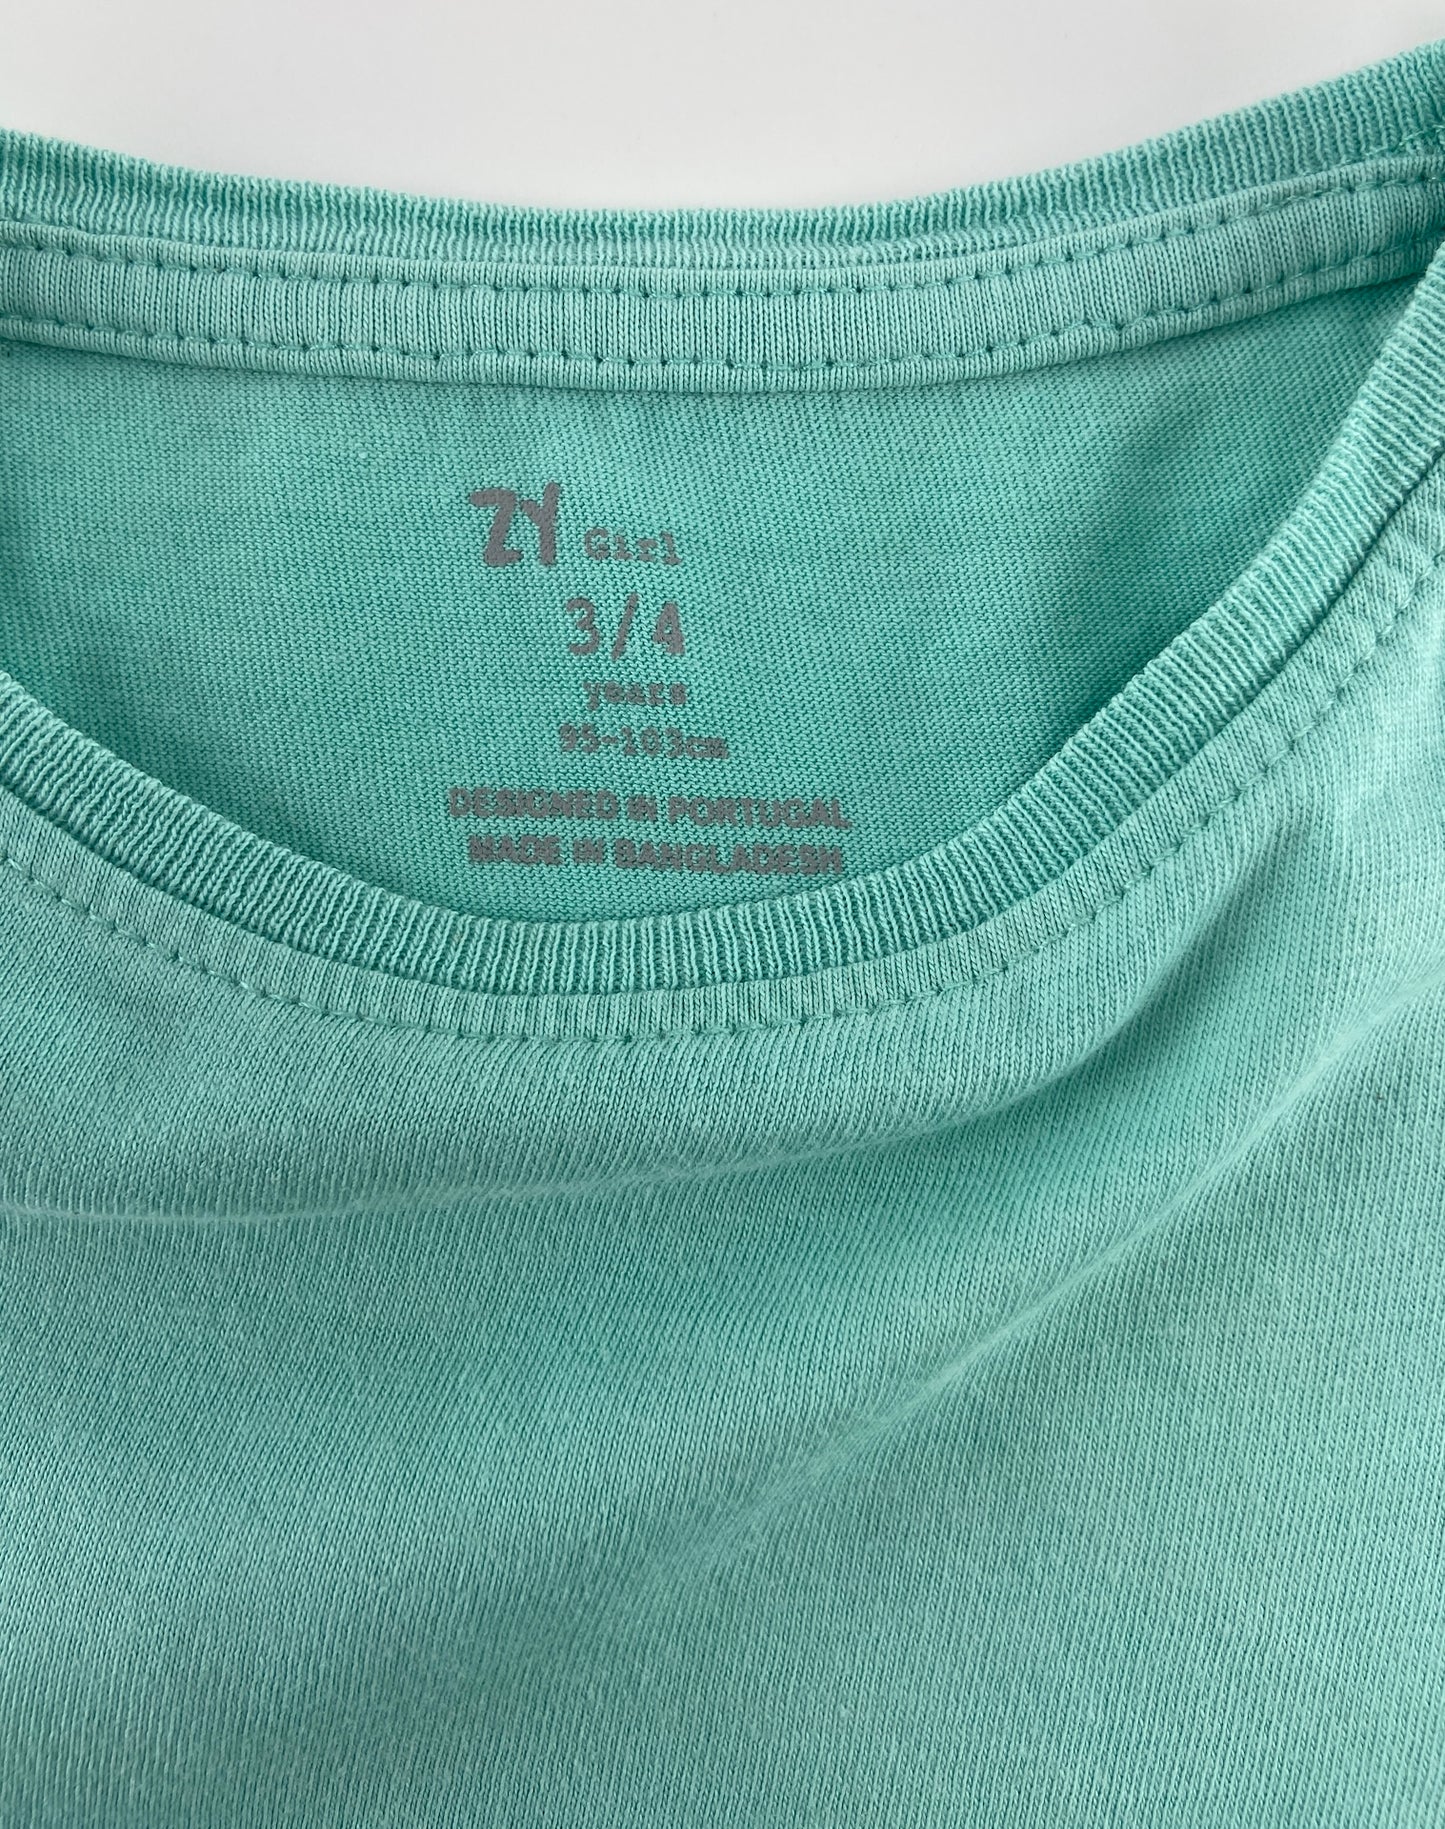 ZY Girl
3/4
years
95-103cm
DESIGNED IN PORTUGAL
MADE IN BANGLADESH